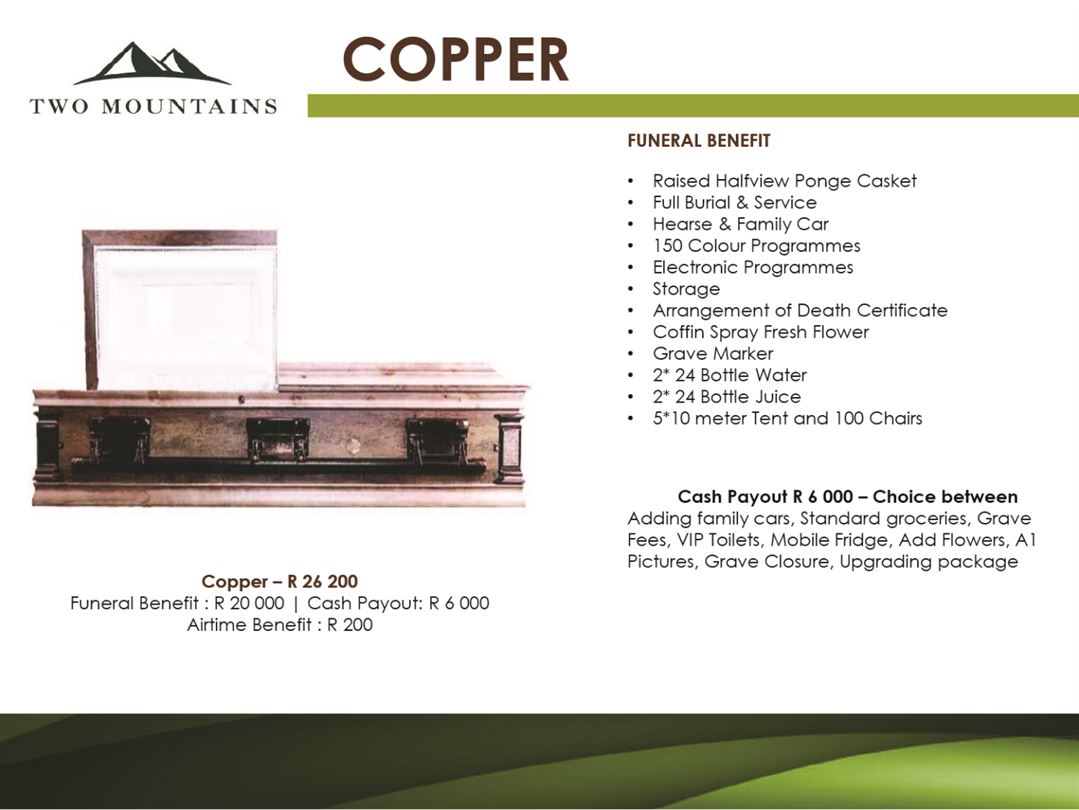 TWO MOUNTAINS
COPPER
FUNERAL BENEFIT
• Raised Halfview Ponge Casket
• Full Burial & Service
• Hearse & Family Car
• 150 Colour Programmes
• Electronic Programmes
• Storage
• Arrangement of Death Certificate
• Coffin Spray Fresh Flower
• Grave Marker
• 2* 24 Bottle Water
• 2* 24 Bottle Juice
• 5*10 meter Tent and 100 Chairs
Cash Payout R 6 000 – Choice between
Adding family cars, Standard groceries, Grave
Fees, VIP Toilets, Mobile Fridge, Add Flowers, A1
Pictures, Grave Closure, Upgrading package
Copper – R 26 200
Funeral Benefit : R 20 000 | Cash Payout: R 6 000
Airtime Benefit : R 200